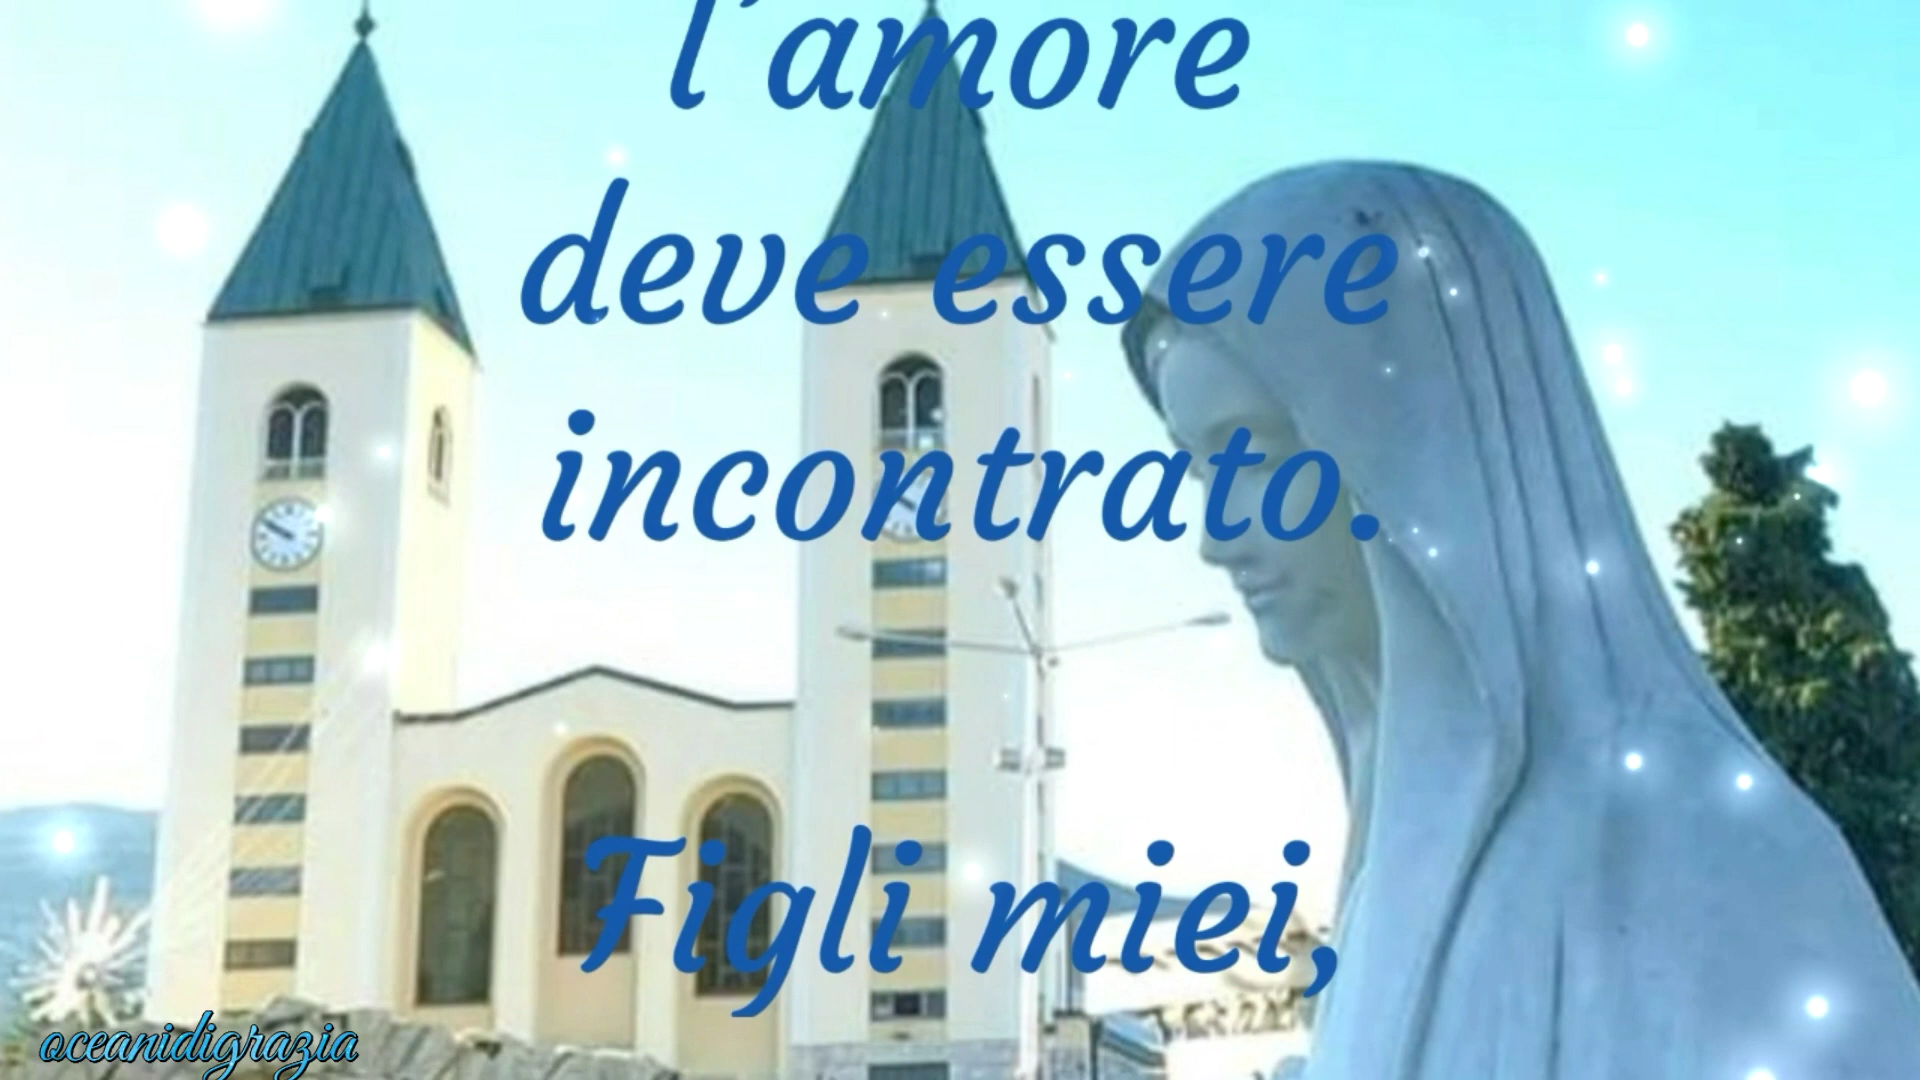 l'amore
deve essere
incontrato.
Figli miei,
oceanidigrazia